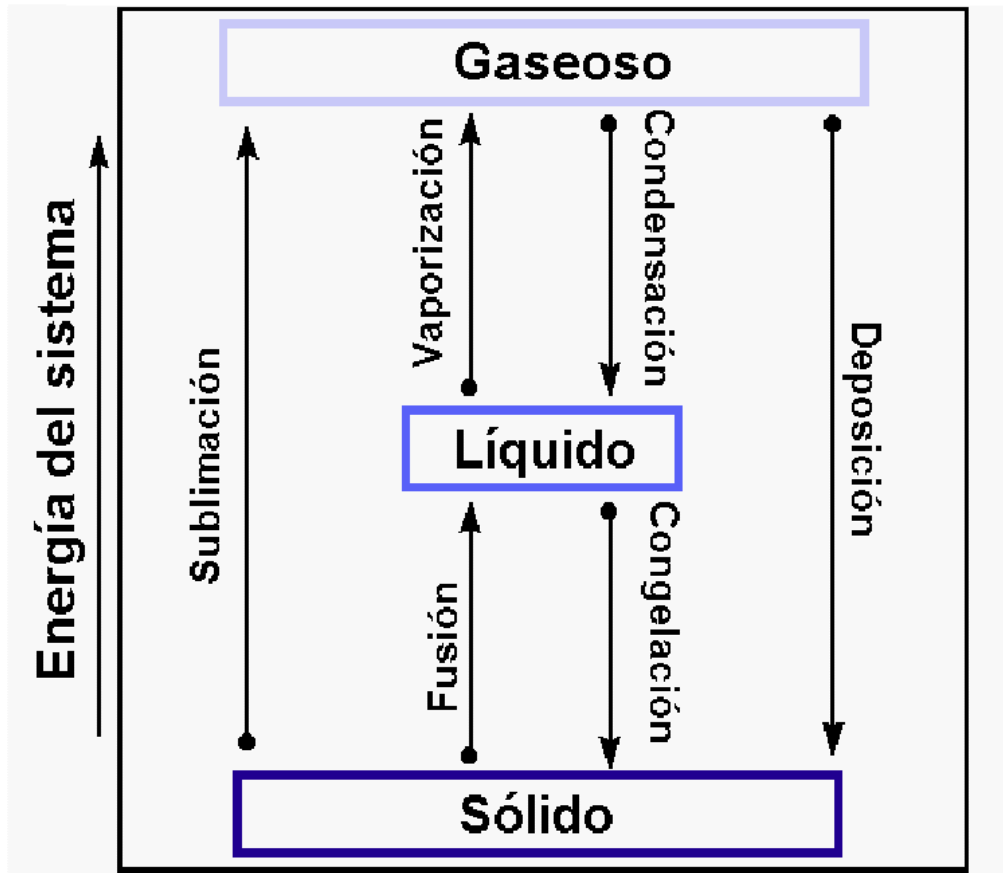 Gaseoso
Energía del sistema
Sublimación
Vaporización
Condensación
Deposición
Líquido
Fusión
Congelación
Sólido